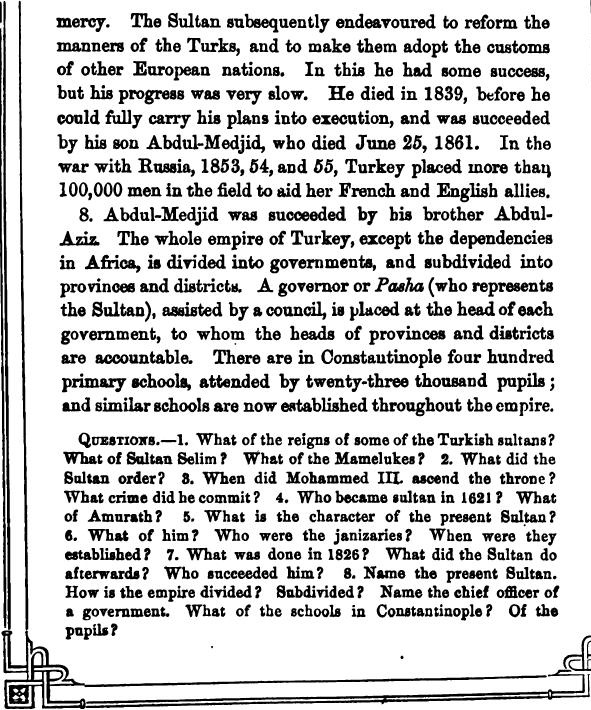 mercy. The Sultan subsequently endeavoured to reform the
manners of the Turks, and to make them adopt the customs
of other European nations. In this he had some success,
but his progress was very slow. He died in 1839, before he
could fully carry his plans into execution, and was succeeded
by his son Abdul-Medjid, who died June 25, 1861. In the
war with Russia, 1853, 54, and 55, Turkey placed more than
100,000 men in the field to aid her French and English allies.
8. Abdul-Medjid was succeeded by his brother Abdul-
Aziz. The whole empire of Turkey, except the dependencies
in Africa, is divided into governments, and subdivided into
provinces and districts. A governor or Pasha (who represents
the Sultan), assisted by a council, is placed at the head of each
government, to whom the heads of provinces and districts
are accountable. There are in Constantinople four hundred
primary schools, attended by twenty-three thousand pupils;
and similar schools are now established throughout the empire.
QUESTIONS.—1. What of the reigns of some of the Turkish sultans?
What of Sultan Selim? What of the Mamelukes? 2. What did the
Sultan order? 3. When did Mohammed III. ascend the throne?
What crime did he commit? 4. Who became sultan in 1621? What
of Amurath? 5. What is the character of the present Sultan?
6. What of him? Who were the janizaries? When were they
established? 7. What was done in 1826? What did the Sultan do
afterwards? Who succeeded him? 8. Name the present Sultan.
How is the empire divided? Subdivided? Name the chief officer of
a government. What of the schools in Constantinople? Of the
pupils?